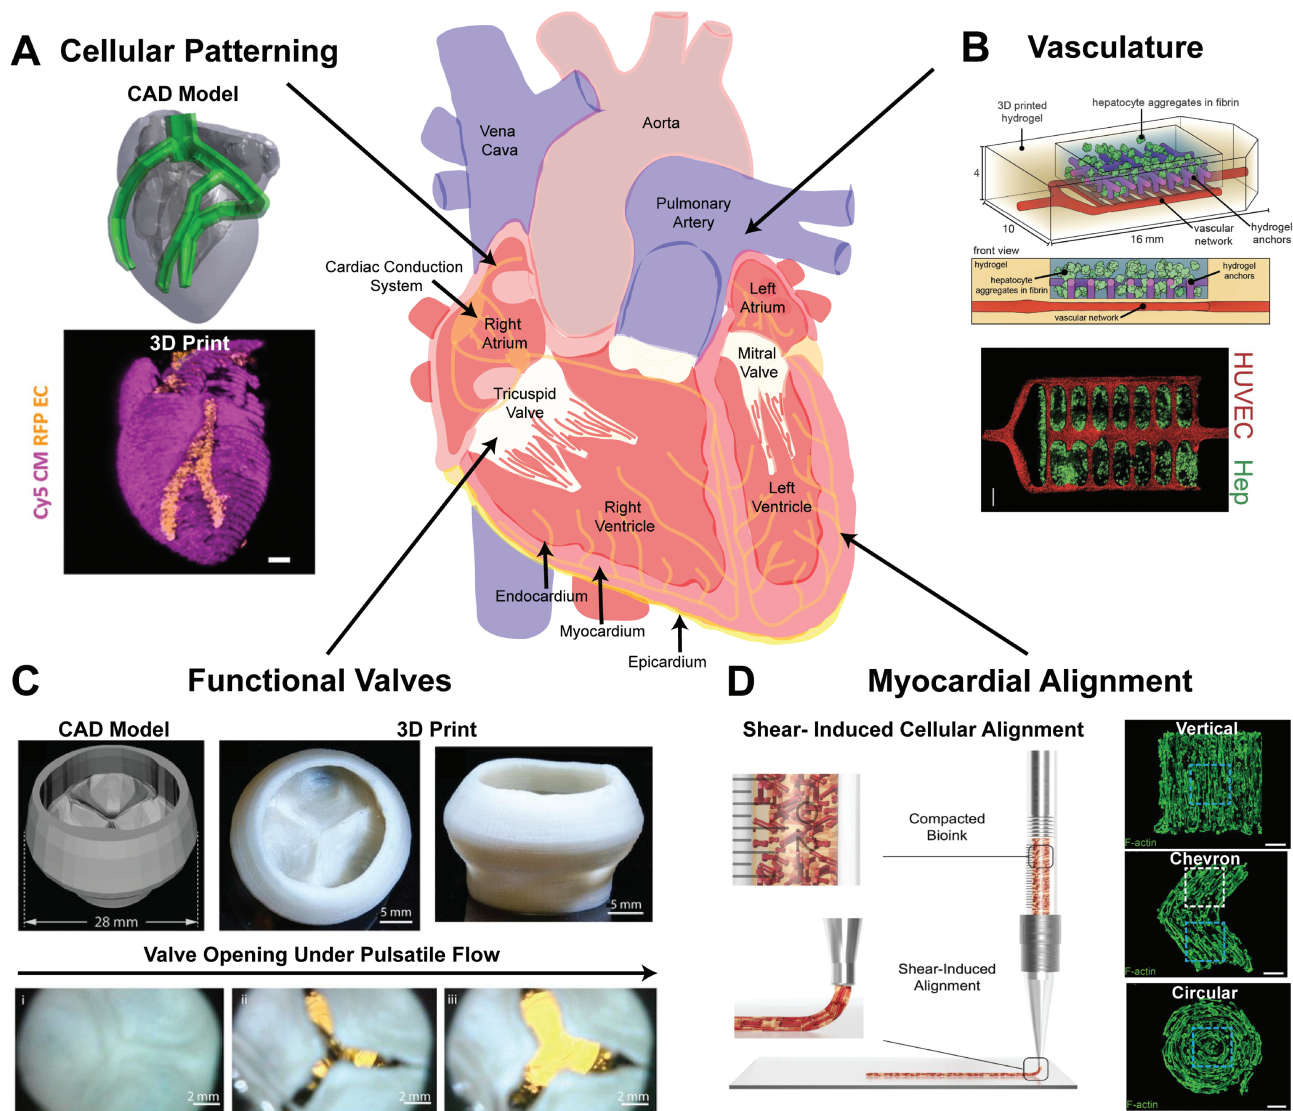 A Cellular Patterning
CAD Model
3D Print
Cy5 CM RFP EC
B Vasculature
3D printed
hydrogel
hepatocyte aggregates in fibrin
4
10
16 mm
vascular
network
hydrogel
anchors
front view
hydrogel
hepatocyte
aggregates in fibrin
hydrogel
anchors
vascular network
HUVEC Hep
Vena
Cava
Aorta
Pulmonary
Artery
Cardiac Conduction
System
Right
Atrium
Left
Atrium
Mitral
Valve
Tricuspid
Valve
Right
Ventricle
Left
Ventricle
Endocardium
Myocardium
Epicardium
C Functional Valves
CAD Model
3D Print
28 mm
5 mm
5 mm
Valve Opening Under Pulsatile Flow
i
2 mm
ii
2 mm
iii
2 mm
D Myocardial Alignment
Shear- Induced Cellular Alignment
Compacted
Bioink
Shear-Induced
Alignment
Vertical
F-actin
Chevron
F-actin
Circular
F-actin